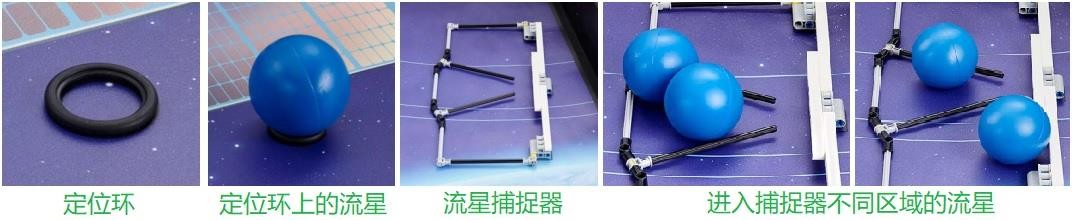 定位环
定位环上的流星
流星捕捉器
进入捕捉器不同区域的流星